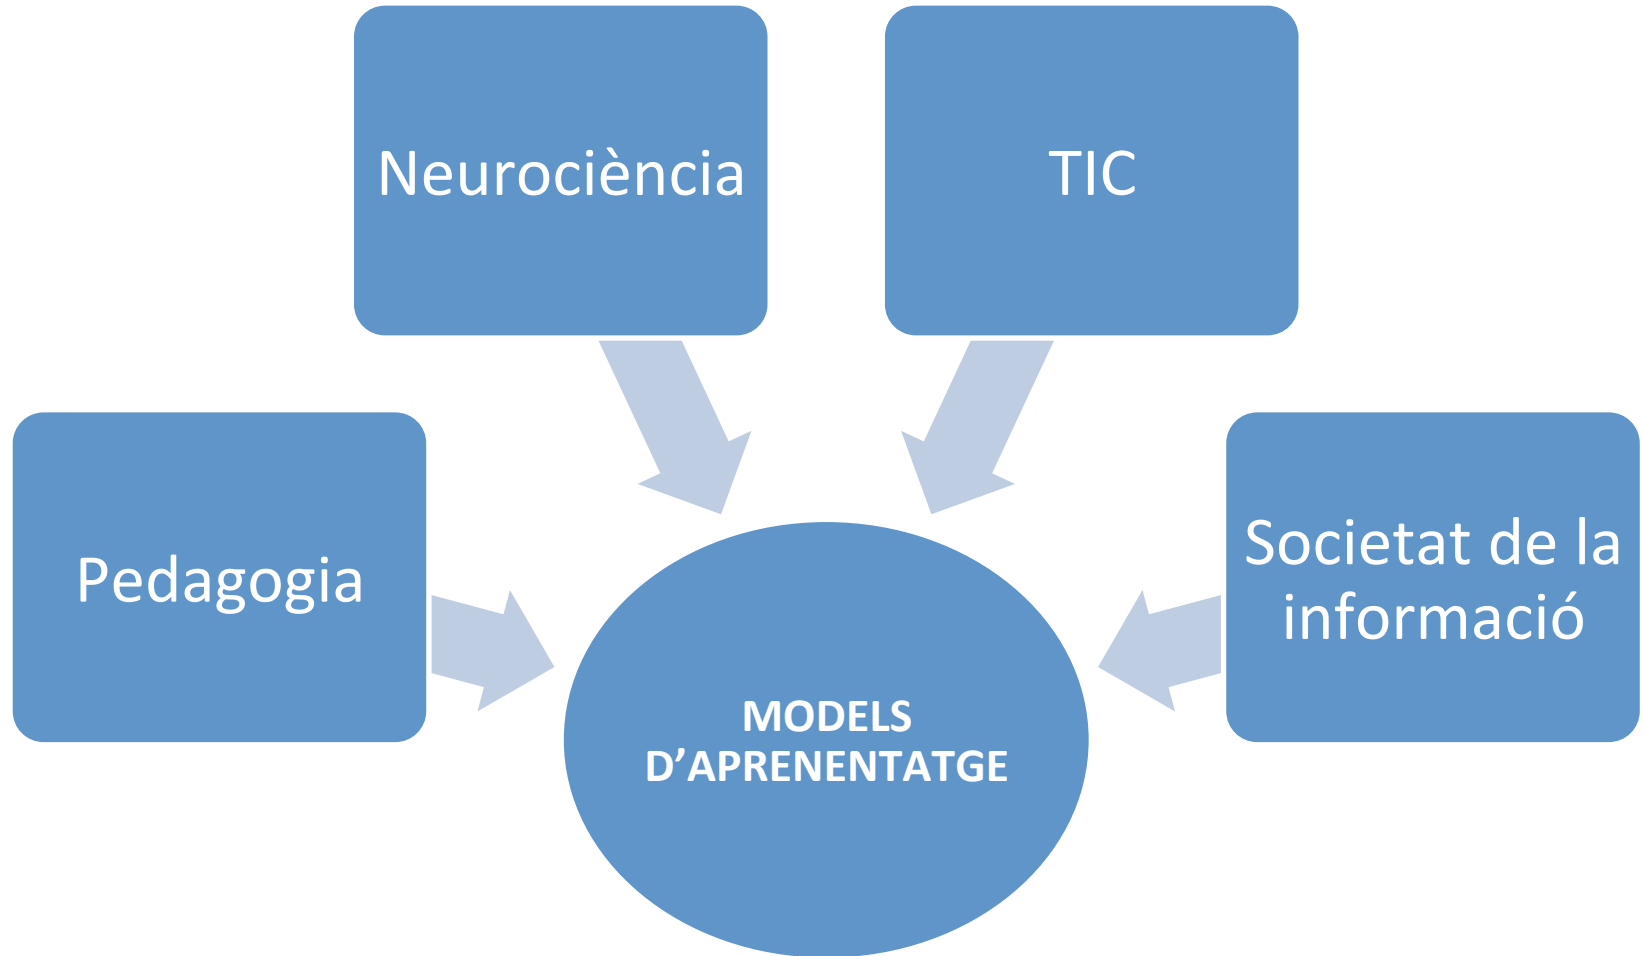 Neurociència
TIC
Pedagogia
Societat de la
informació
MODELS
D’APRENENTATGE